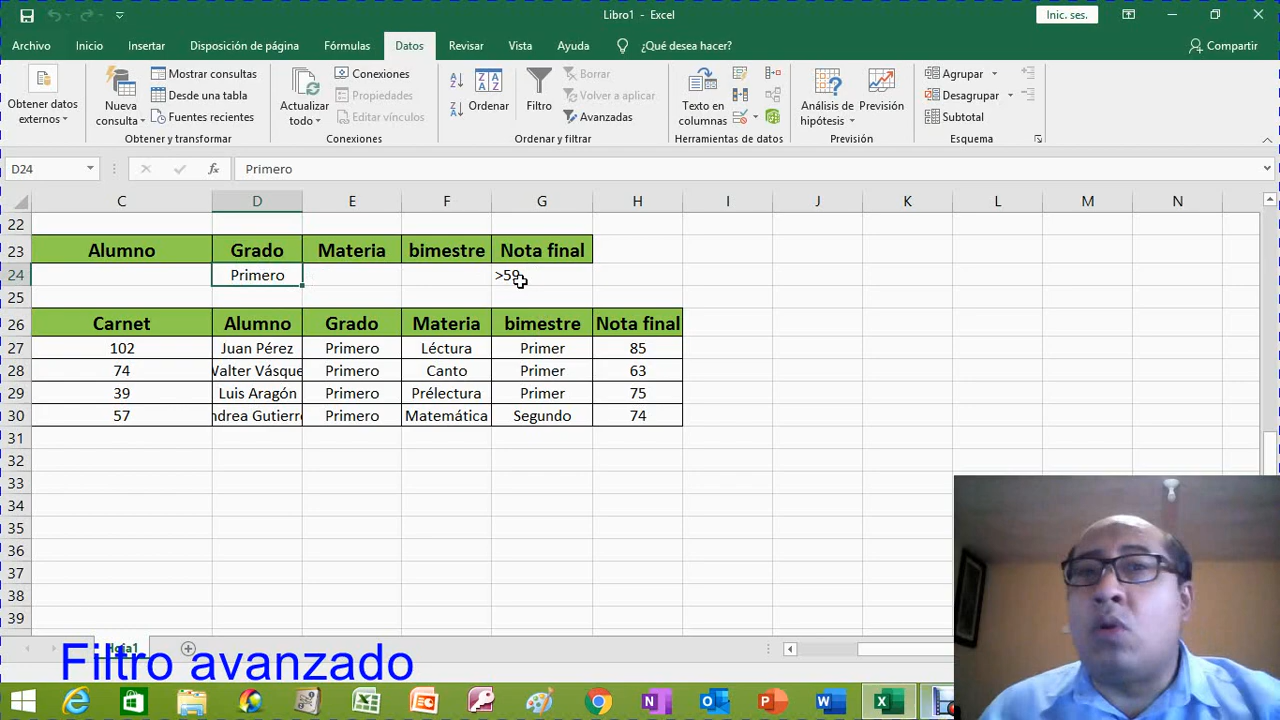 Libro1 - Excel
Inic. ses.
Archivo Inicio Insertar Disposición de página Fórmulas Datos Revisar Vista Ayuda ¿Qué desea hacer? Compartir
Obtener datos externos
Nueva consulta
Mostrar consultas
Desde una tabla
Fuentes recientes
Obtener y transformar
Actualizar todo
Conexiones
Propiedades
Editar vínculos
Conexiones
Ordenar
Filtro
Borrar
Volver a aplicar
Avanzadas
Ordenar y filtrar
Texto en columnas
Herramientas de datos
Análisis de hipótesis
Previsión
Previsión
Agrupar
Desagrupar
Subtotal
Esquema
D24 fx Primero
C D E F G H I J K L M N
22
23 Alumno Grado Materia bimestre Nota final
24 Primero >59
25
26 Carnet Alumno Grado Materia bimestre Nota final
27 102 Juan Pérez Primero Léctura Primer 85
28 74 Walter Vásque Primero Canto Primer 63
29 39 Luis Aragón Primero Prélectura Primer 75
30 57 ndrea Gutierr Primero Matemática Segundo 74
31
32
33
34
35
36
37
38
39
Hoja1
Filtro avanzado